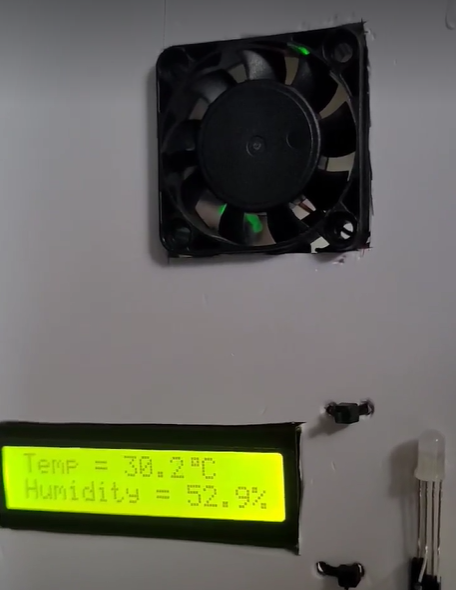 Temp = 30.2°C
Humidity = 52.9%